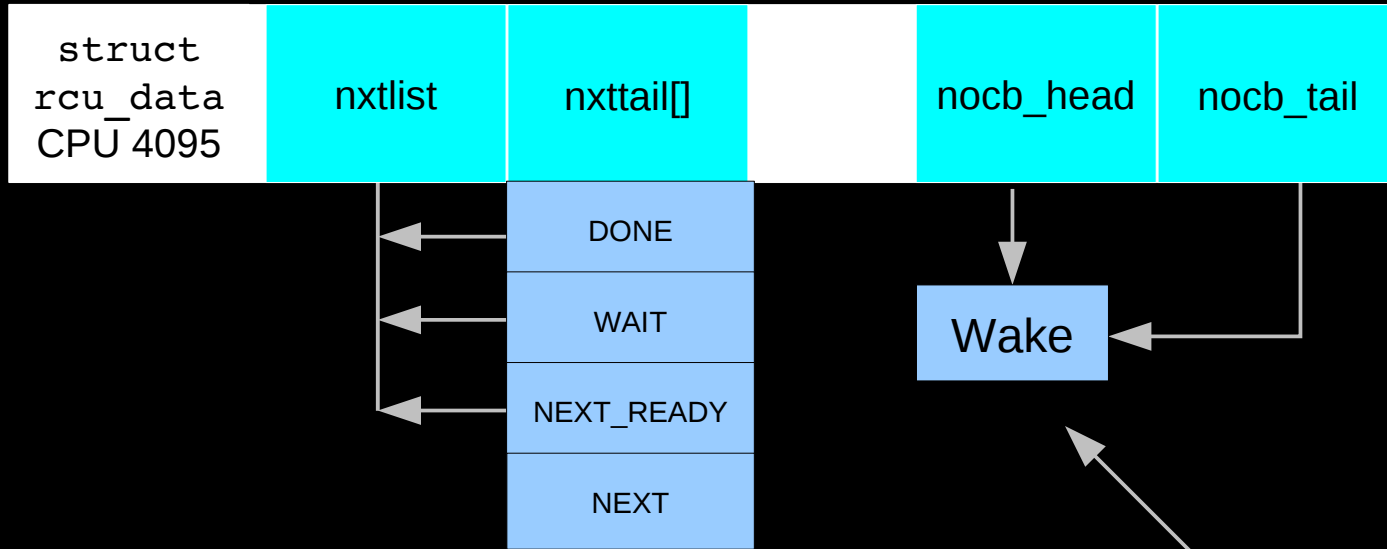 struct
rcu_data
CPU 4095
nxtlist
nxttail[]
nocb_head
nocb_tail
DONE
WAIT
NEXT_READY
NEXT
Wake